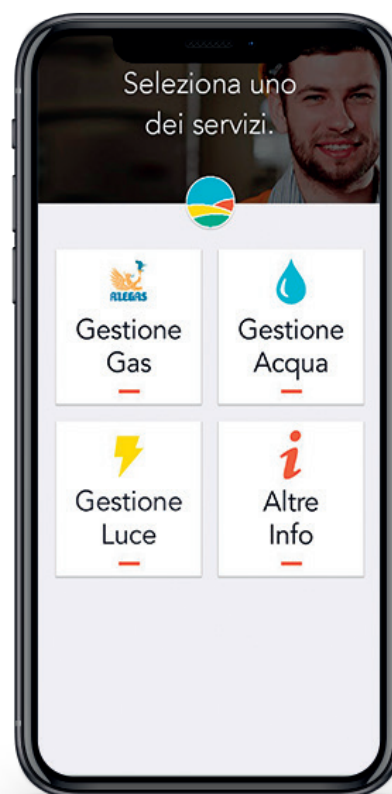 Seleziona uno
dei servizi.
ALEGAS
Gestione
Gas
Gestione
Acqua
Gestione
Luce
Altre
Info